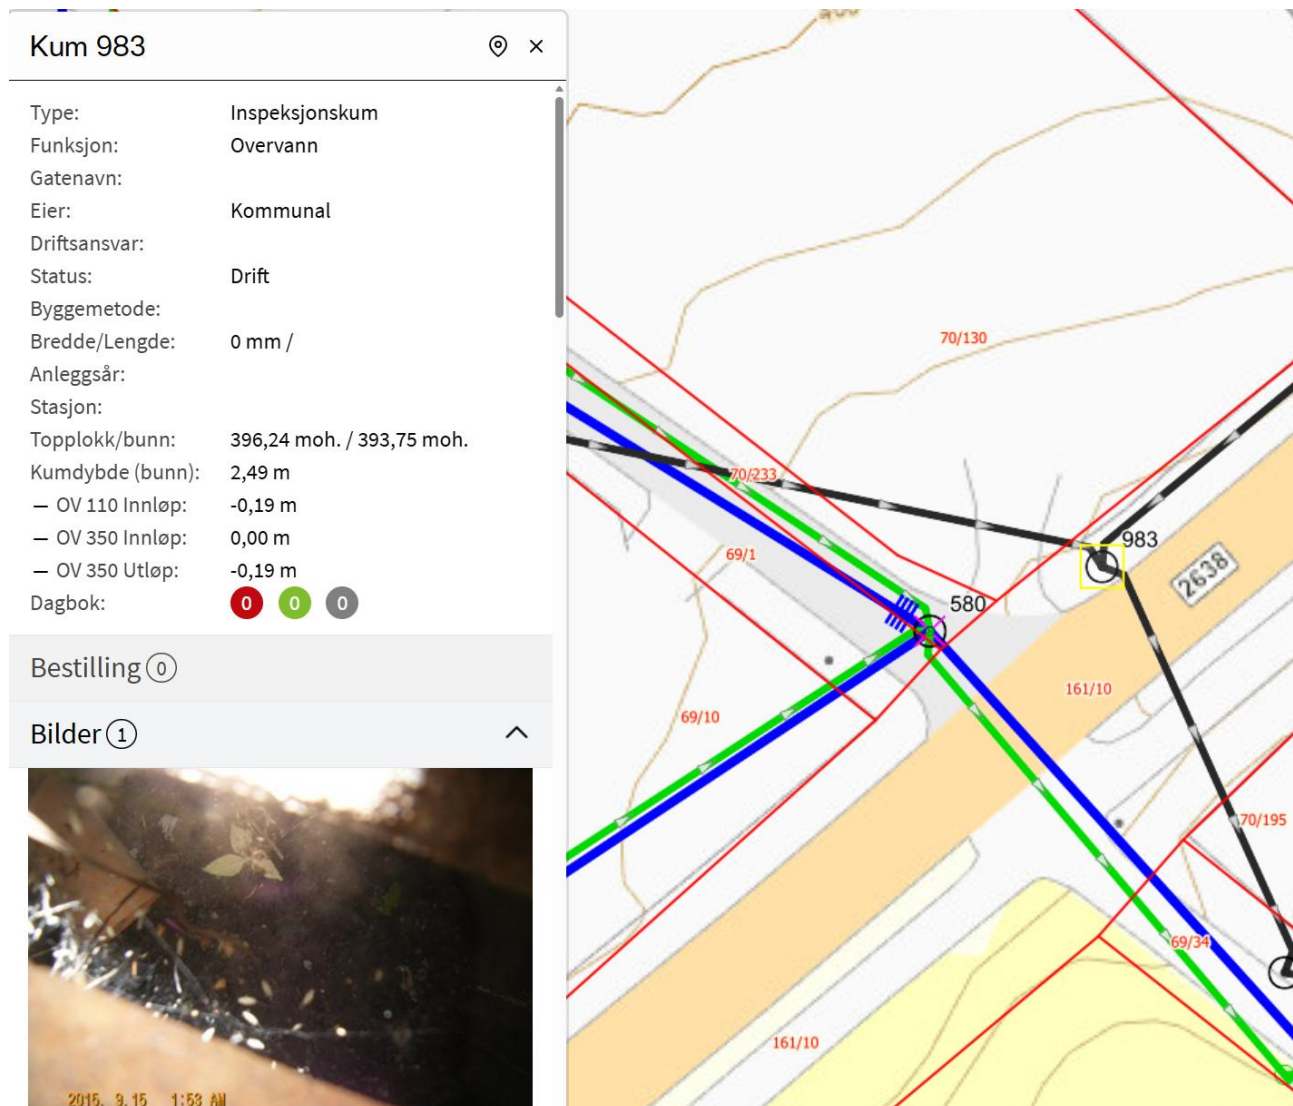 Kum 983
Type: Inspeksjonskum
Funksjon: Overvann
Gatenavn:
Eier: Kommunal
Driftsansvar:
Status: Drift
Byggemetode:
Bredde/Lengde: 0 mm /
Anleggsår:
Stasjon:
Topplokk/bunn: 396,24 moh. / 393,75 moh.
Kumdybde (bunn): 2,49 m
— OV 110 Innløp: -0,19 m
— OV 350 Innløp: 0,00 m
— OV 350 Utløp: -0,19 m
Dagbok: 0 0 0
Bestilling 0
Bilder 1
2015. 9.15 1:53 AM
70/130
70/233
983
69/1
2638
580
161/10
69/10
70/195
69/34
161/10